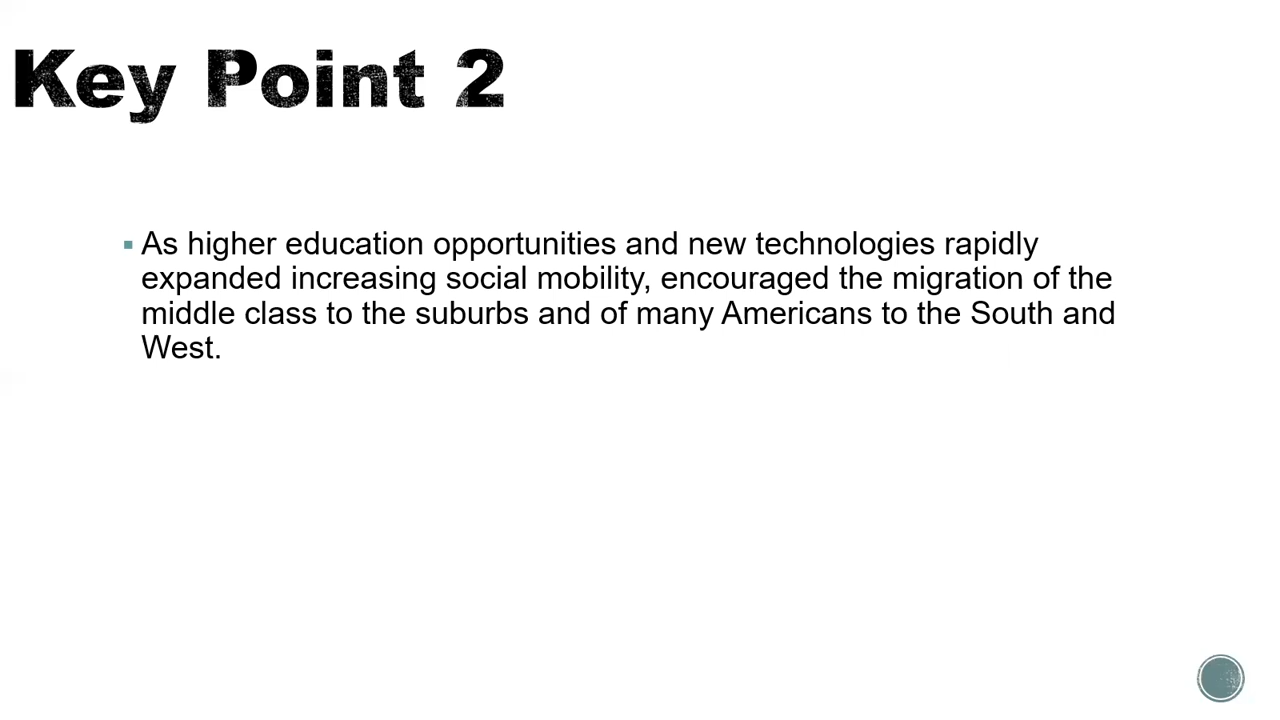 Key Point 2
As higher education opportunities and new technologies rapidly
expanded increasing social mobility, encouraged the migration of the
middle class to the suburbs and of many Americans to the South and
West.